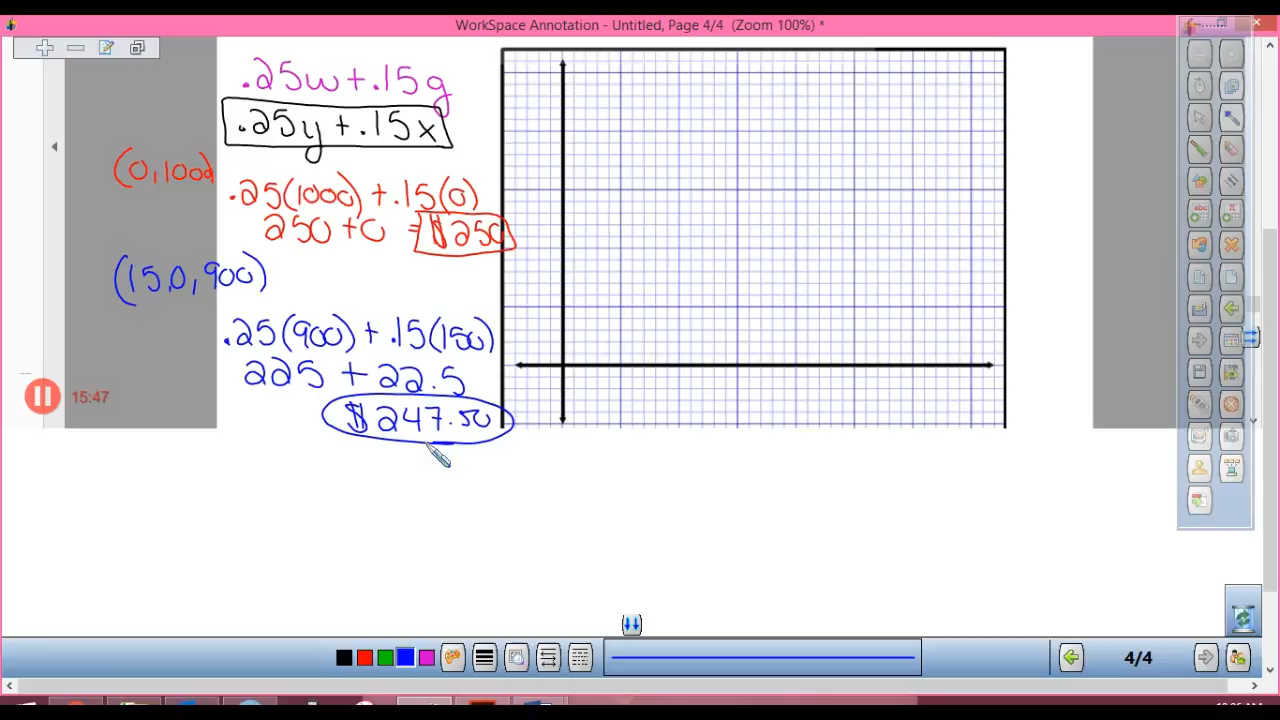 WorkSpace Annotation - Untitled, Page 4/4 (Zoom 100%) *
.25w + .15g
.25y + .15x
(0,1000)
.25(1000) + .15(0)
250 + 0 = $250
(150,900)
.25(900) + .15(150)
225 + 22.5
15:47
$247.50
abc
4/4